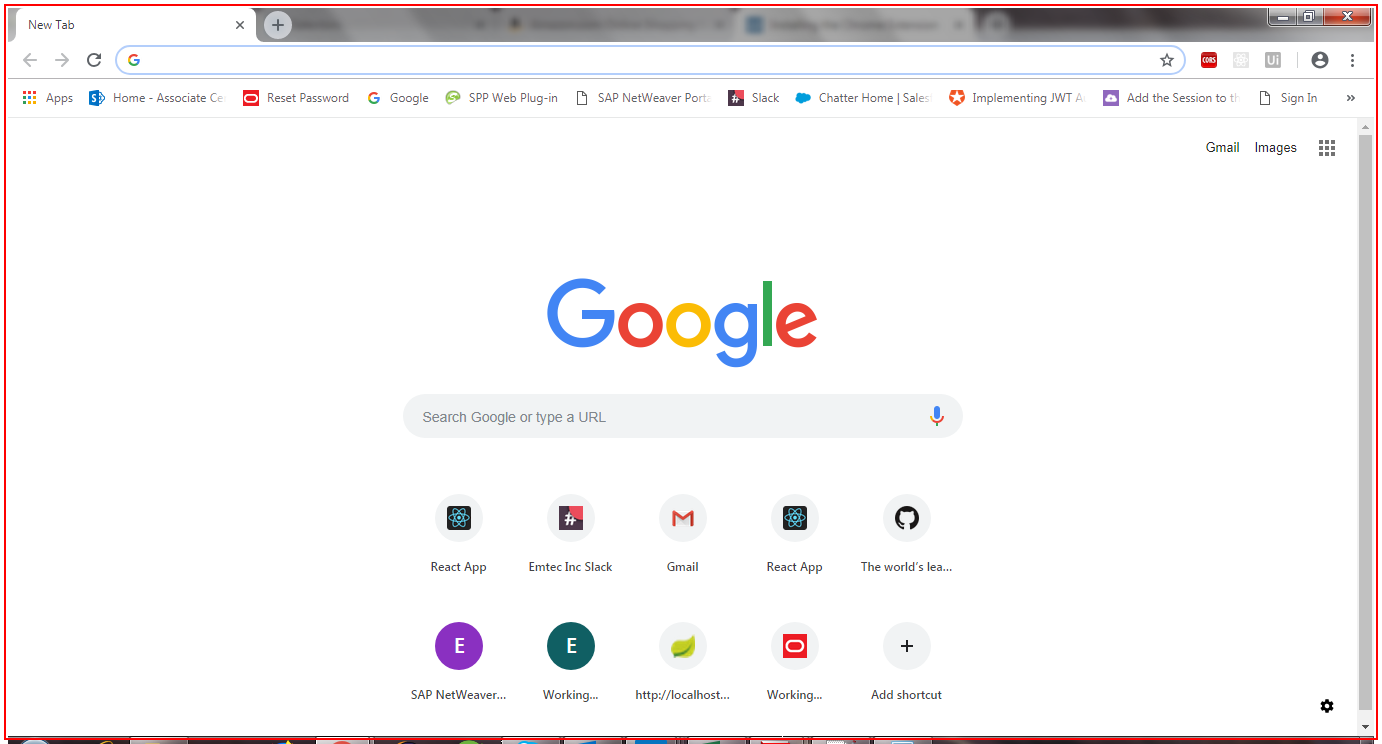 New Tab
CORS
Ui
Apps Home - Associate Ce Reset Password Google SPP Web Plug-in SAP NetWeaver Porta Slack Chatter Home | Sales Implementing JWT A Add the Session to th Sign In »
Gmail Images
Google
Search Google or type a URL
React App Emtec Inc Slack Gmail React App The world's lea...
E E
SAP NetWeaver... Working... http://localhost... Working... Add shortcut